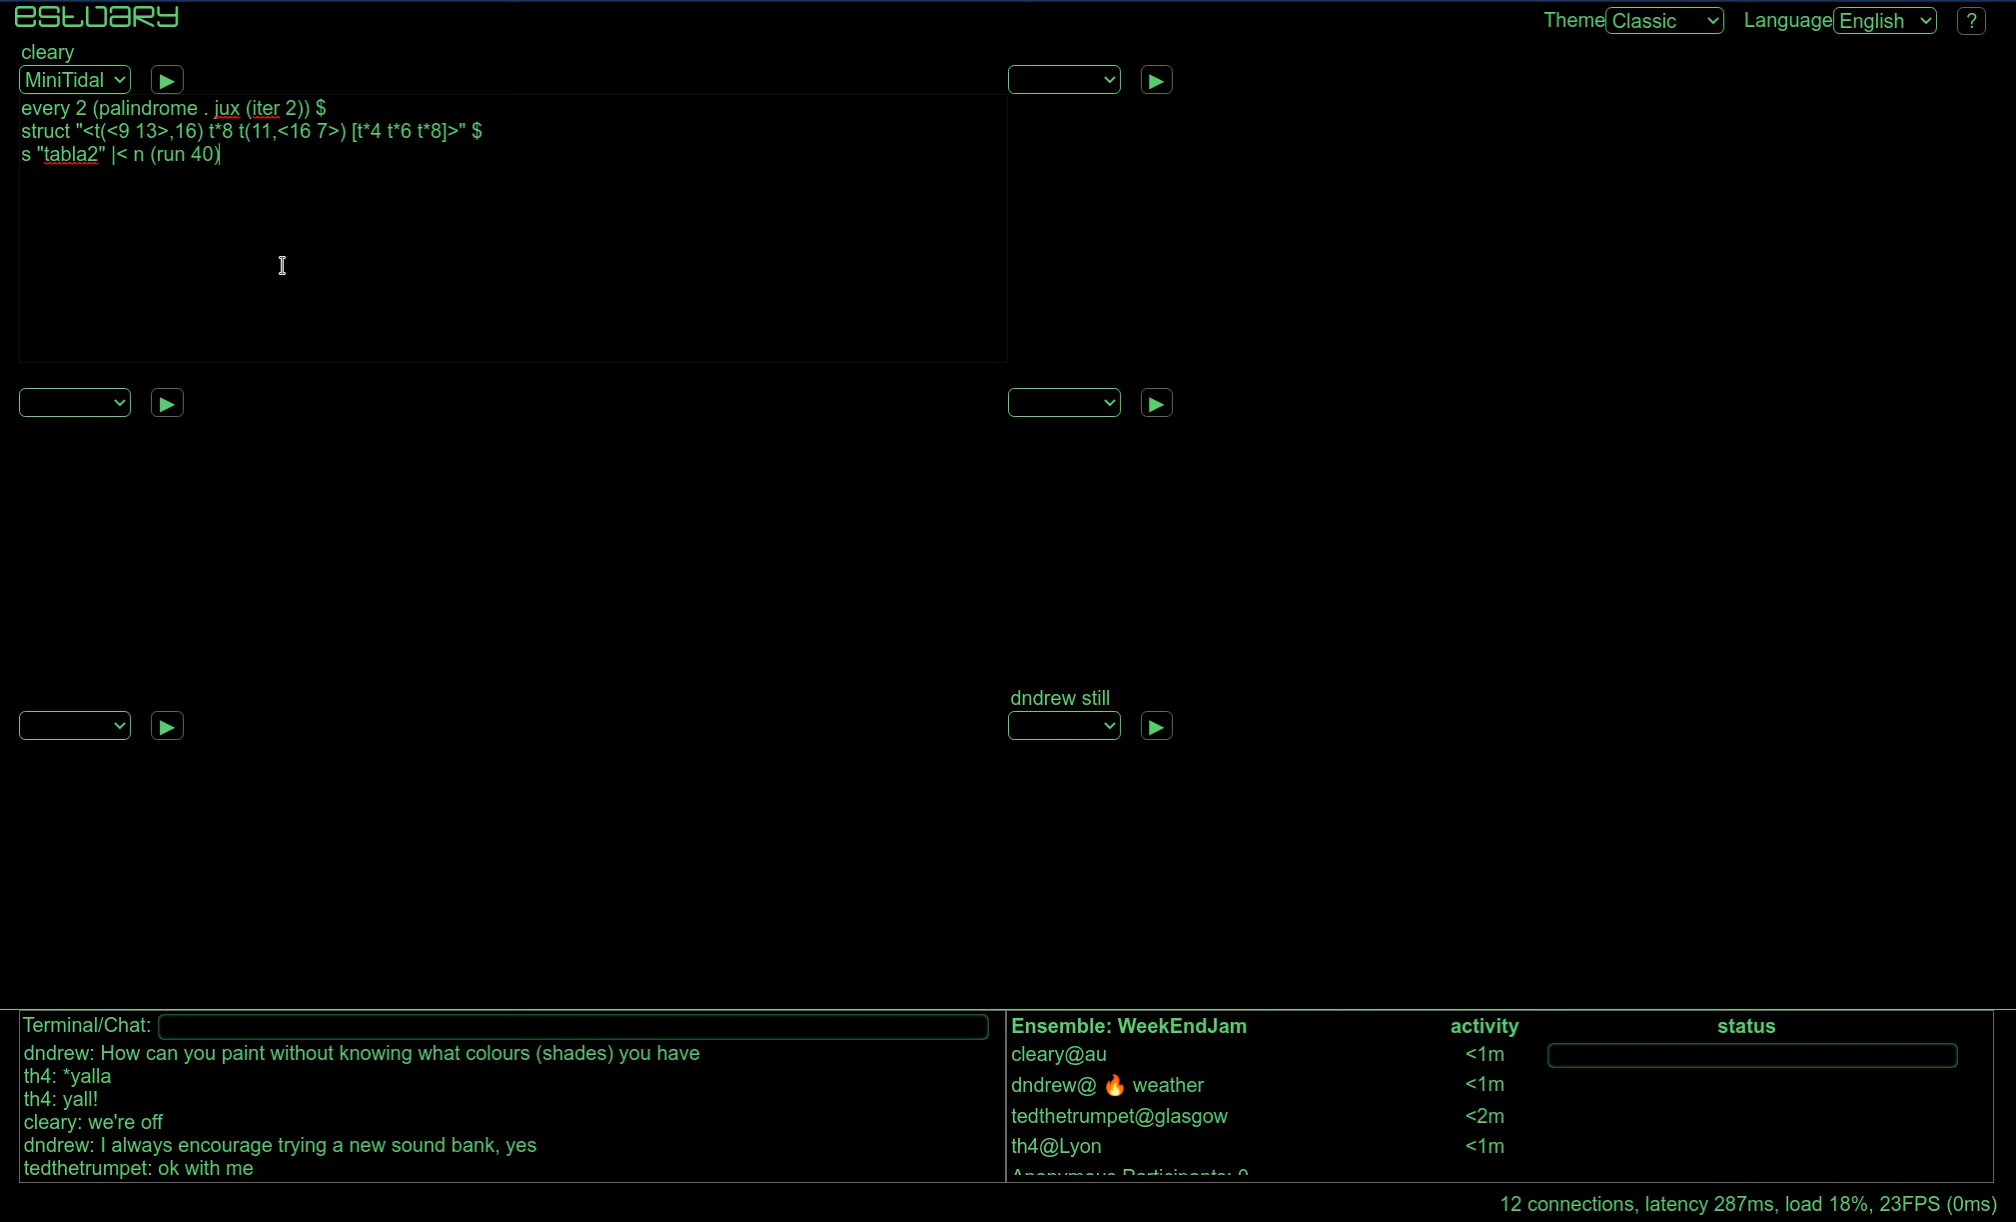 estuary
Theme Classic Language English ?
cleary
MiniTidal
every 2 (palindrome . jux (iter 2)) $
struct "<t(<9 13>,16) t*8 t(11,<16 7>) [t*4 t*6 t*8]>" $
s "tabla2" |< n (run 40)
dndrew still
Terminal/Chat:
dndrew: How can you paint without knowing what colours (shades) you have
th4: *yalla
th4: yall!
cleary: we're off
dndrew: I always encourage trying a new sound bank, yes
tedthetrumpet: ok with me
Ensemble: WeekEndJam activity status
cleary@au <1m
dndrew@ 🔥 weather <1m
tedthetrumpet@glasgow <2m
th4@Lyon <1m
Anonymous Participants: 0
12 connections, latency 287ms, load 18%, 23FPS (0ms)